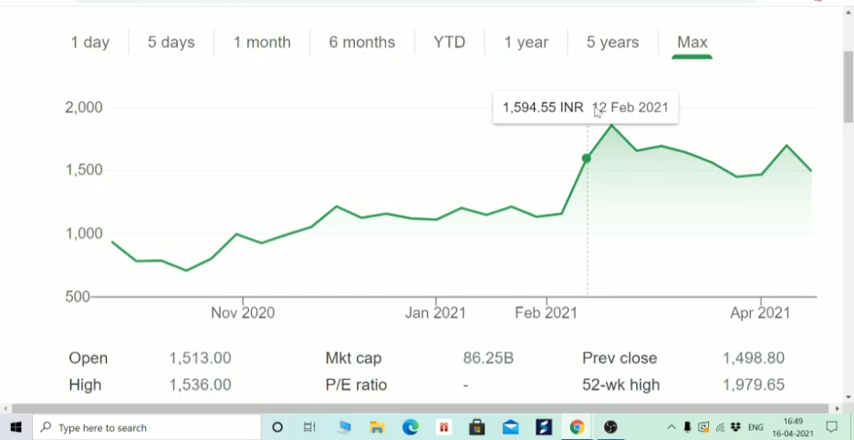 1 day 5 days 1 month 6 months YTD 1 year 5 years Max
1,594.55 INR 12 Feb 2021
2,000
1,500
1,000
500
Nov 2020 Jan 2021 Feb 2021 Apr 2021
Open 1,513.00 Mkt cap 86.25B Prev close 1,498.80
High 1,536.00 P/E ratio - 52-wk high 1,979.65
Type here to search ENG 16:49
16-04-2021